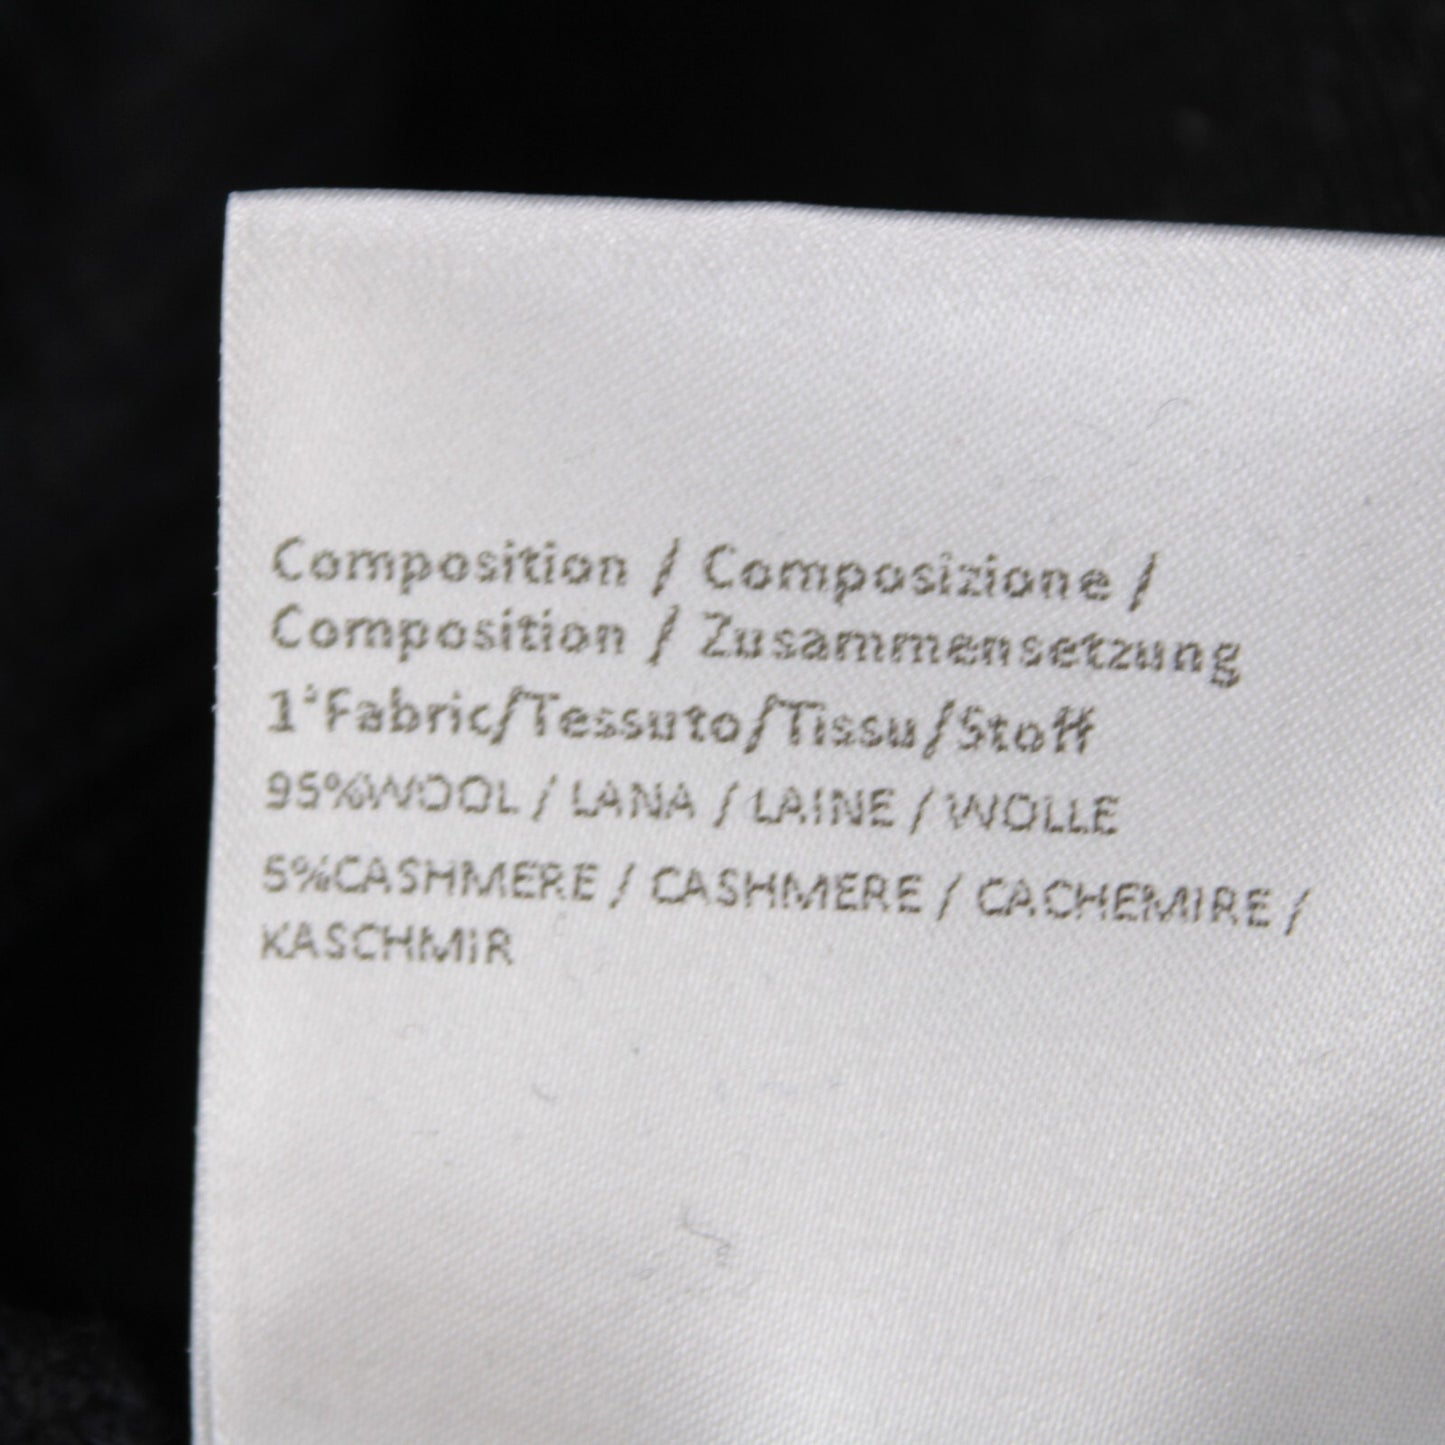 Composition / Composizione /
Composition / Zusammensetzung
1°Fabric/Tessuto/Tissu/Stoff
95%WOOL / LANA / LAINE / WOLLE
5%CASHMERE / CASHMERE / CACHEMIRE /
KASCHMIR